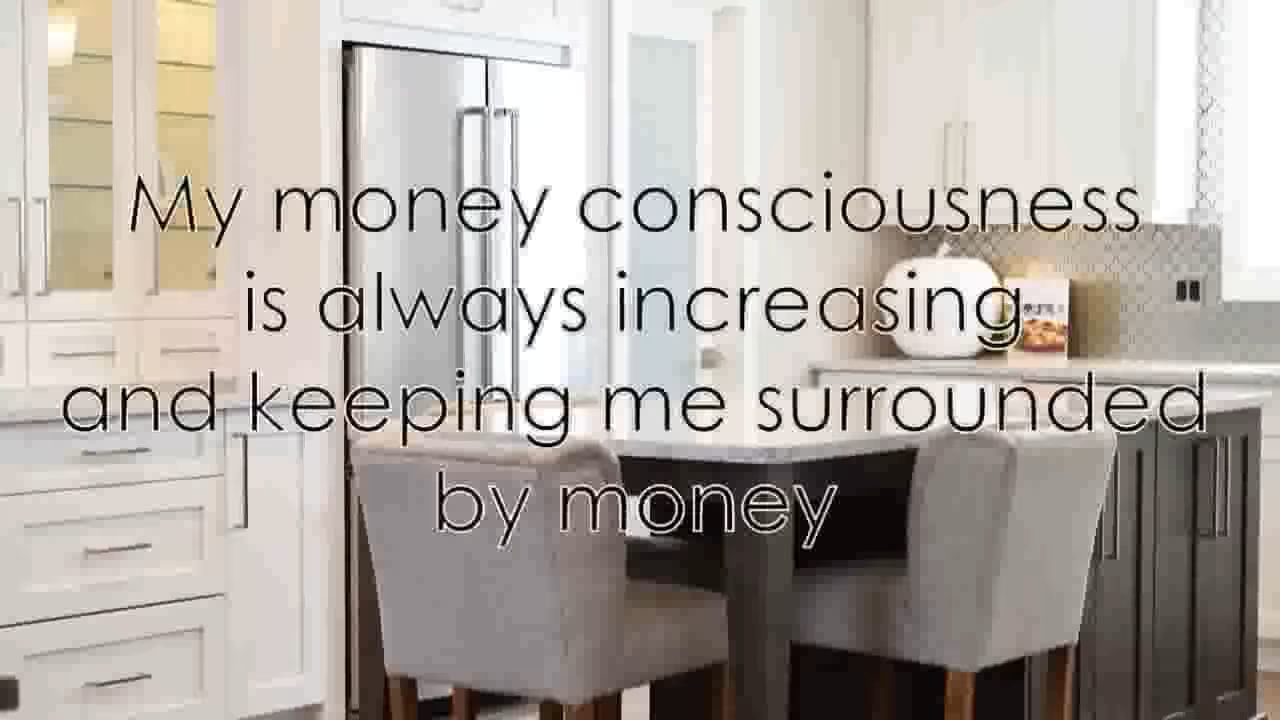 My money consciousness
is always increasing
and keeping me surrounded
by money